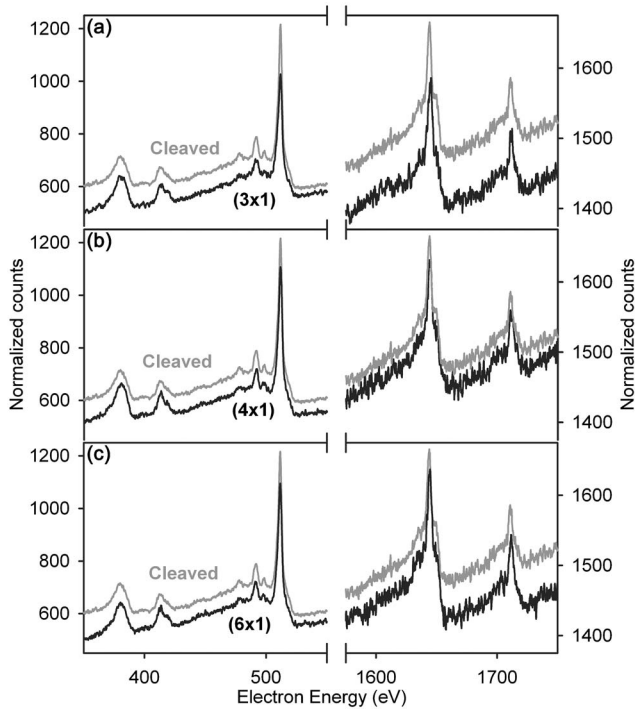 1200
(a)
1000
1600
800
Cleaved
1500
600
(3x1)
1400
1200
(b)
1000
1600
800
Cleaved
1500
600
(4x1)
1400
1200
(c)
1000
1600
800
Cleaved
1500
600
(6x1)
1400
Normalized counts
Normalized counts
400 500 1600 1700
Electron Energy (eV)